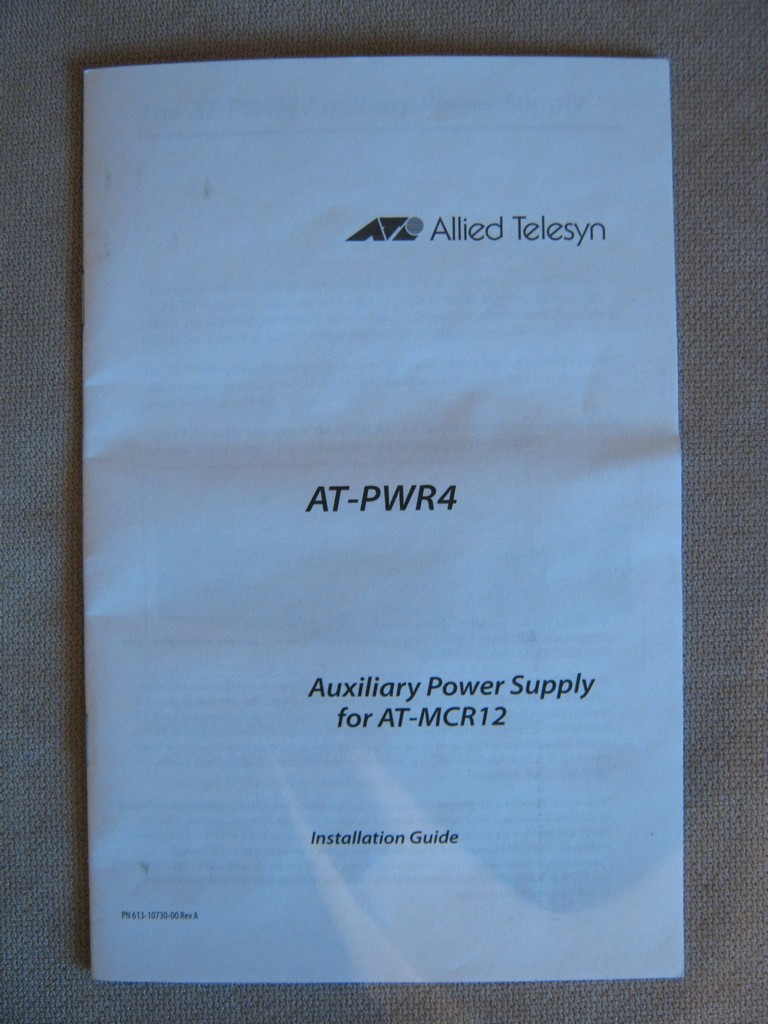 Allied Telesyn
AT-PWR4
Auxiliary Power Supply
for AT-MCR12
Installation Guide
PN 613-10730-00 Rev A